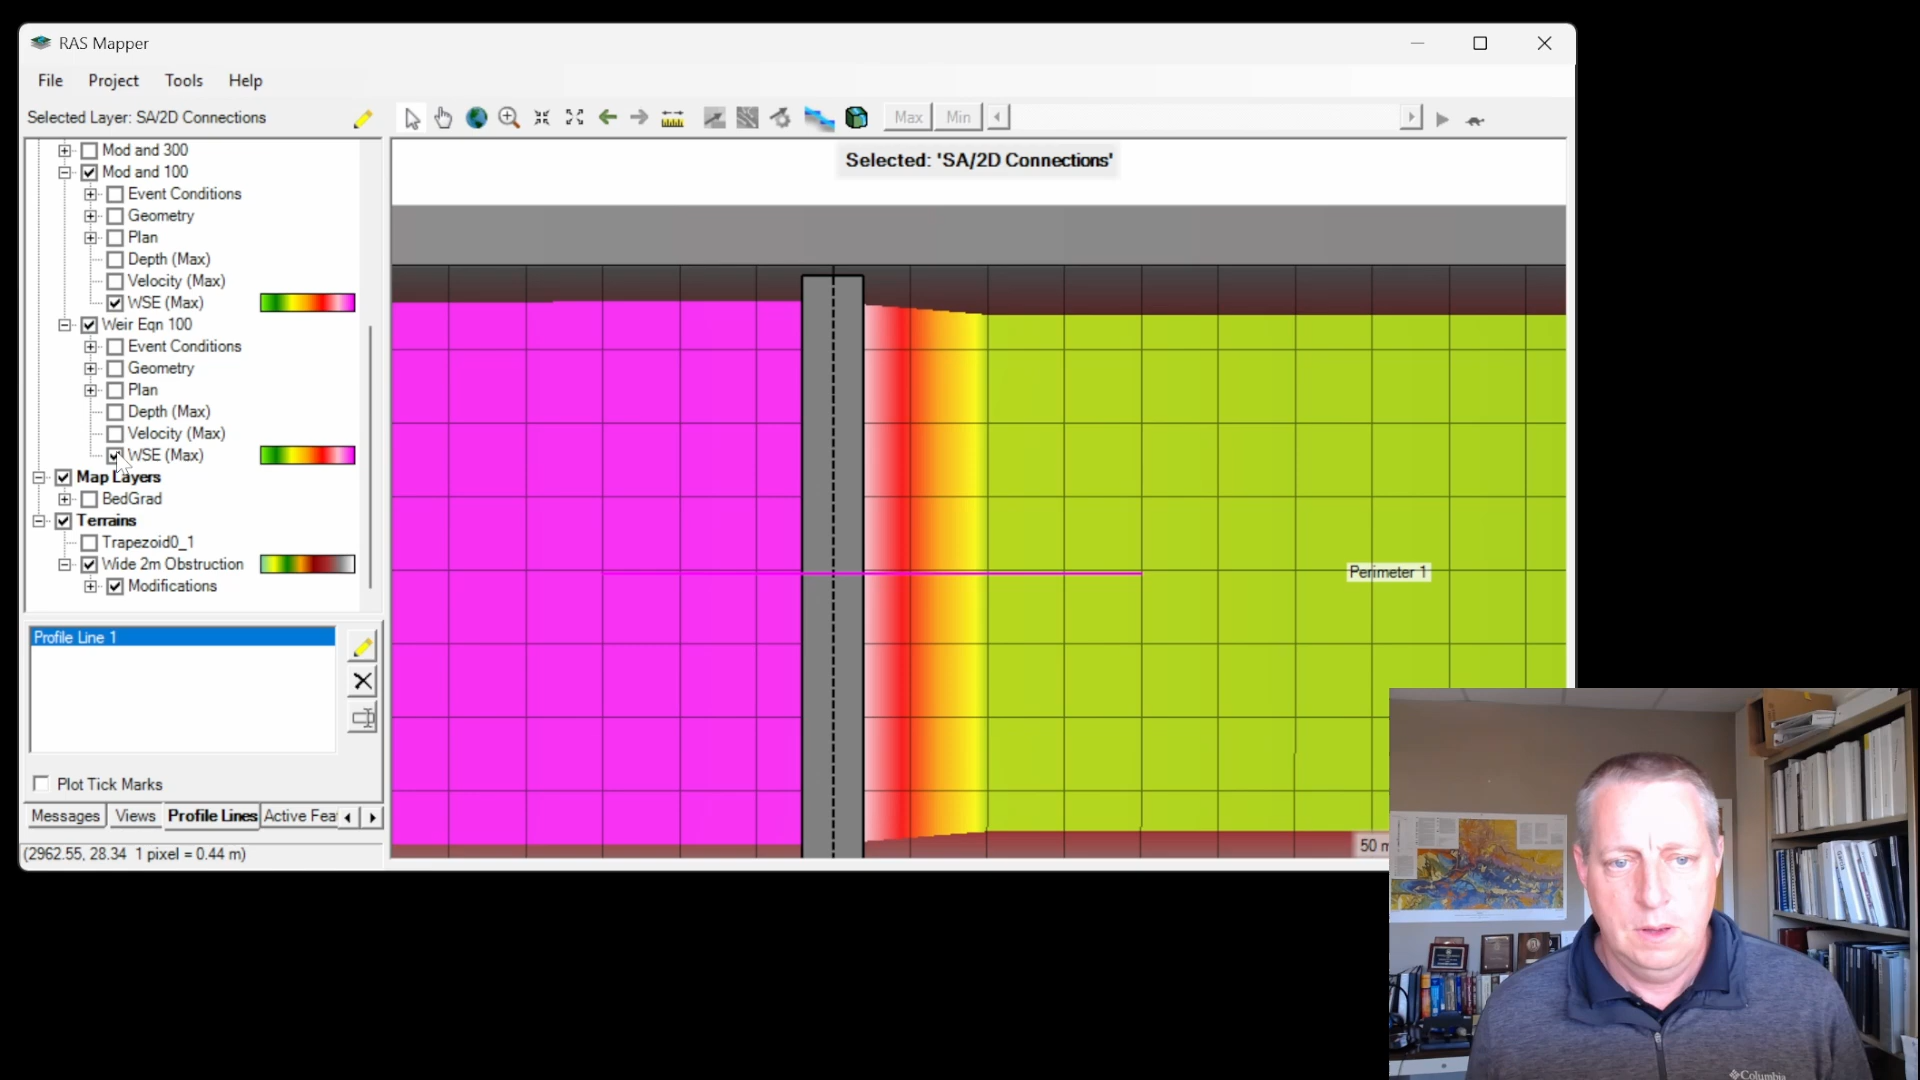 RAS Mapper
File Project Tools Help
Selected Layer: SA/2D Connections
Max Min
Selected: 'SA/2D Connections'
Mod and 300
Mod and 100
Event Conditions
Geometry
Plan
Depth (Max)
Velocity (Max)
WSE (Max)
Weir Eqn 100
Event Conditions
Geometry
Plan
Depth (Max)
Velocity (Max)
WSE (Max)
Map Layers
BedGrad
Terrains
Trapezoid0_1
Wide 2m Obstruction
Modifications
Perimeter 1
Profile Line 1
Plot Tick Marks
Messages Views Profile Lines Active Fea
50 m
(2962.55, 28.34 1 pixel = 0.44 m)
Columbia